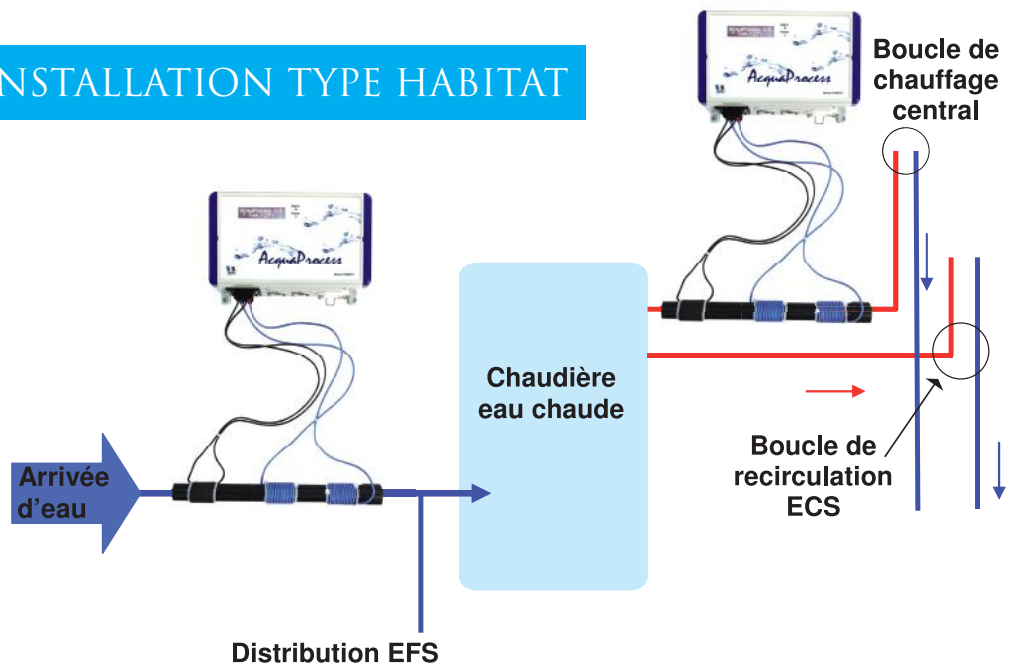 NSTALLATION TYPE HABITAT
AcquaProcess
Boucle de
chauffage
central
AcquaProcess
Chaudière
eau chaude
Arrivée
d'eau
Boucle de
recirculation
ECS
Distribution EFS